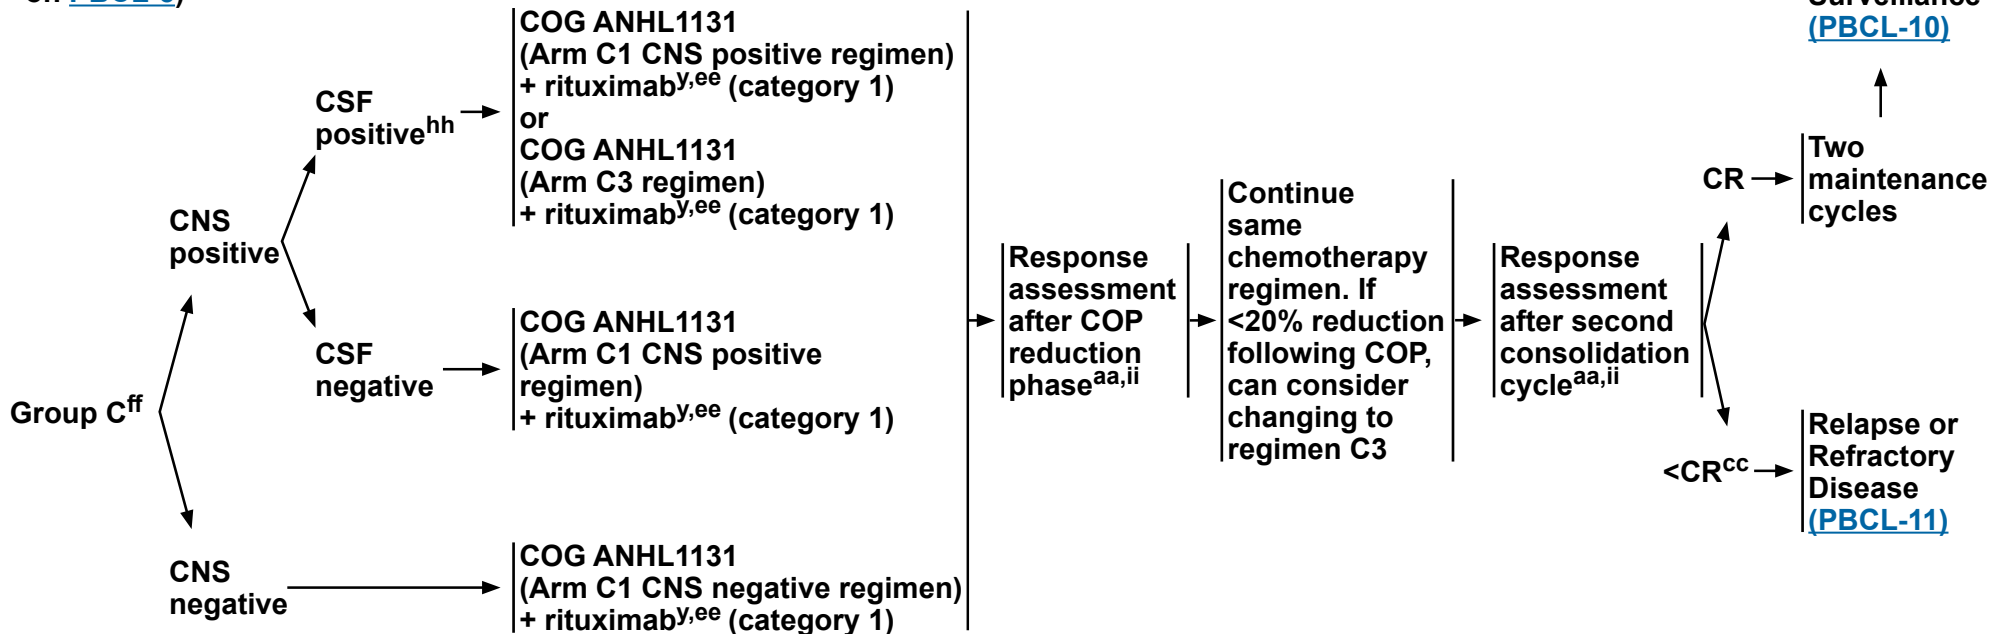 on PBCL-8)
COG ANHL1131
(Arm C1 CNS positive regimen)
+ rituximaby,ee (category 1)
or
COG ANHL1131
(Arm C3 regimen)
+ rituximaby,ee (category 1)
CSF
positivehh
CNS
positive
CSF
negative
COG ANHL1131
(Arm C1 CNS positive
regimen)
+ rituximaby,ee (category 1)
Group Cff
CNS
negative
COG ANHL1131
(Arm C1 CNS negative regimen)
+ rituximaby,ee (category 1)
Response
assessment
after COP
reduction
phaseaa,ii
Continue
same
chemotherapy
regimen. If
<20% reduction
following COP,
can consider
changing to
regimen C3
Response
assessment
after second
consolidation
cycleaa,ii
CR
Two
maintenance
cycles
Surveillance
(PBCL-10)
<CRcc
Relapse or
Refractory
Disease
(PBCL-11)